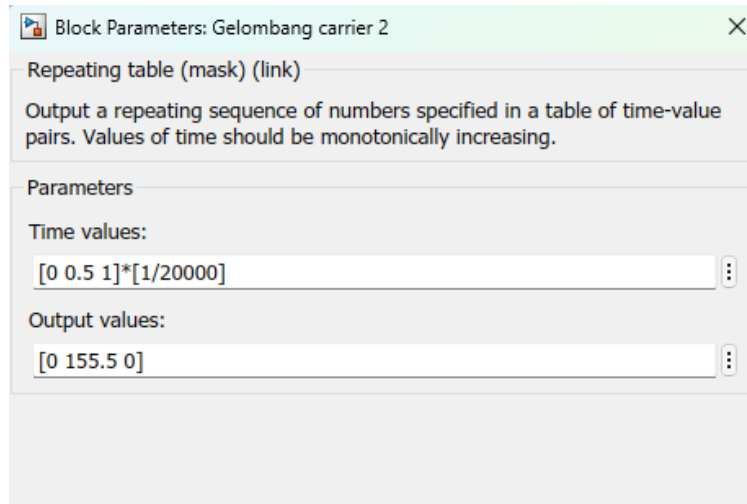 Block Parameters: Gelombang carrier 2
Repeating table (mask) (link)
Output a repeating sequence of numbers specified in a table of time-value
pairs. Values of time should be monotonically increasing.
Parameters
Time values:
[0 0.5 1]*[1/20000]
Output values:
[0 155.5 0]